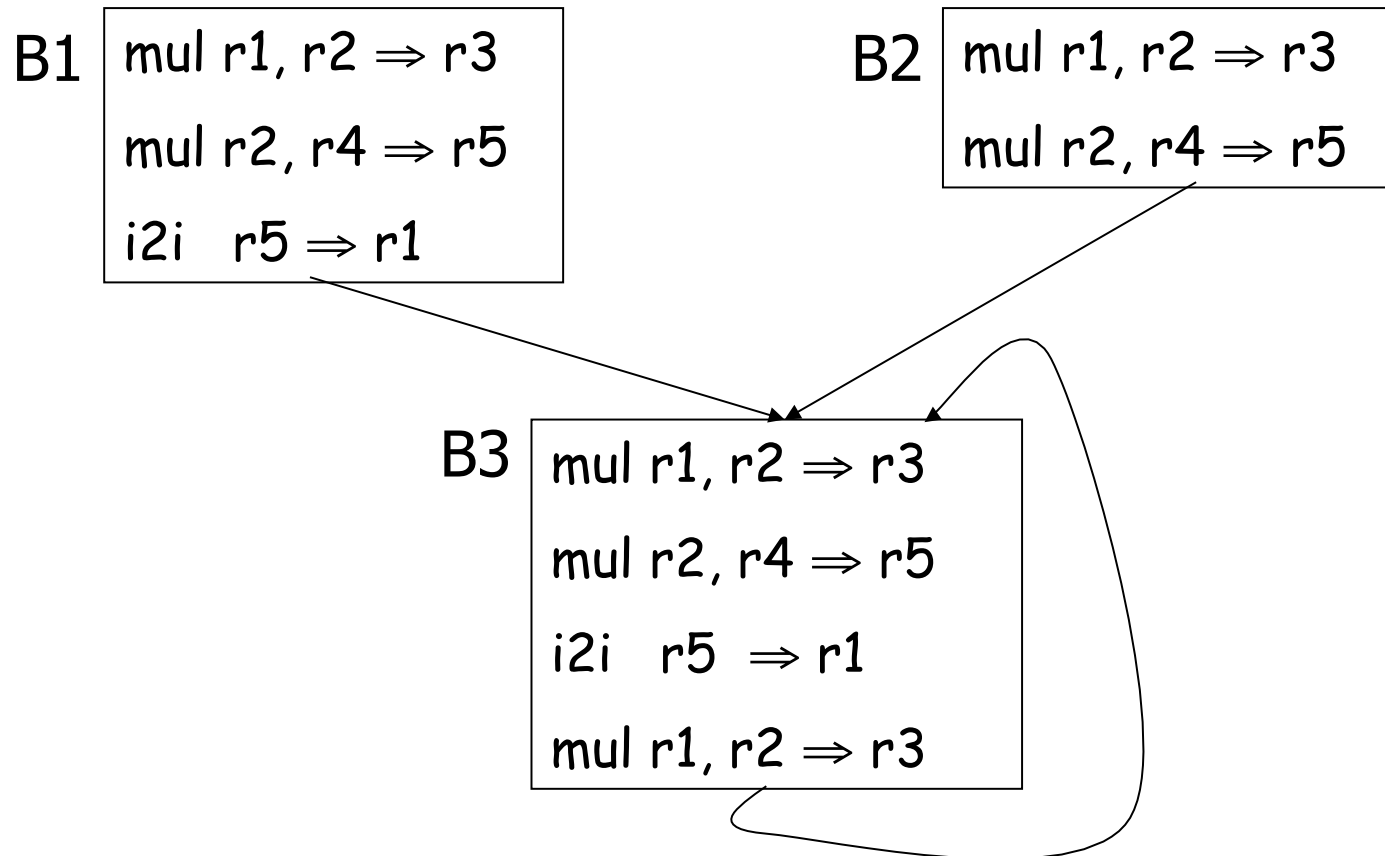 B1
mul r1, r2 ⇒ r3
mul r2, r4 ⇒ r5
i2i r5 ⇒ r1
B2
mul r1, r2 ⇒ r3
mul r2, r4 ⇒ r5
B3
mul r1, r2 ⇒ r3
mul r2, r4 ⇒ r5
i2i r5 ⇒ r1
mul r1, r2 ⇒ r3